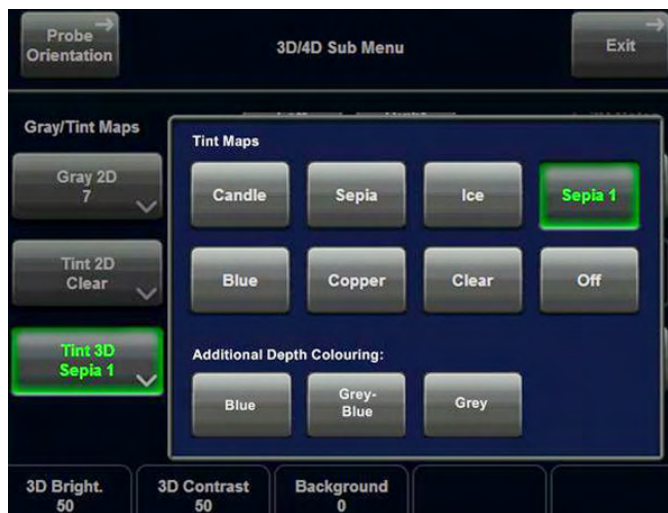 Probe
Orientation
3D/4D Sub Menu
Exit
Gray/Tint Maps
Gray 2D
7
Tint 2D
Clear
Tint 3D
Sepia 1
Tint Maps
Candle
Sepia
Ice
Sepia 1
Blue
Copper
Clear
Off
Additional Depth Colouring:
Blue
Grey-
Blue
Grey
3D Bright.
50
3D Contrast
50
Background
0